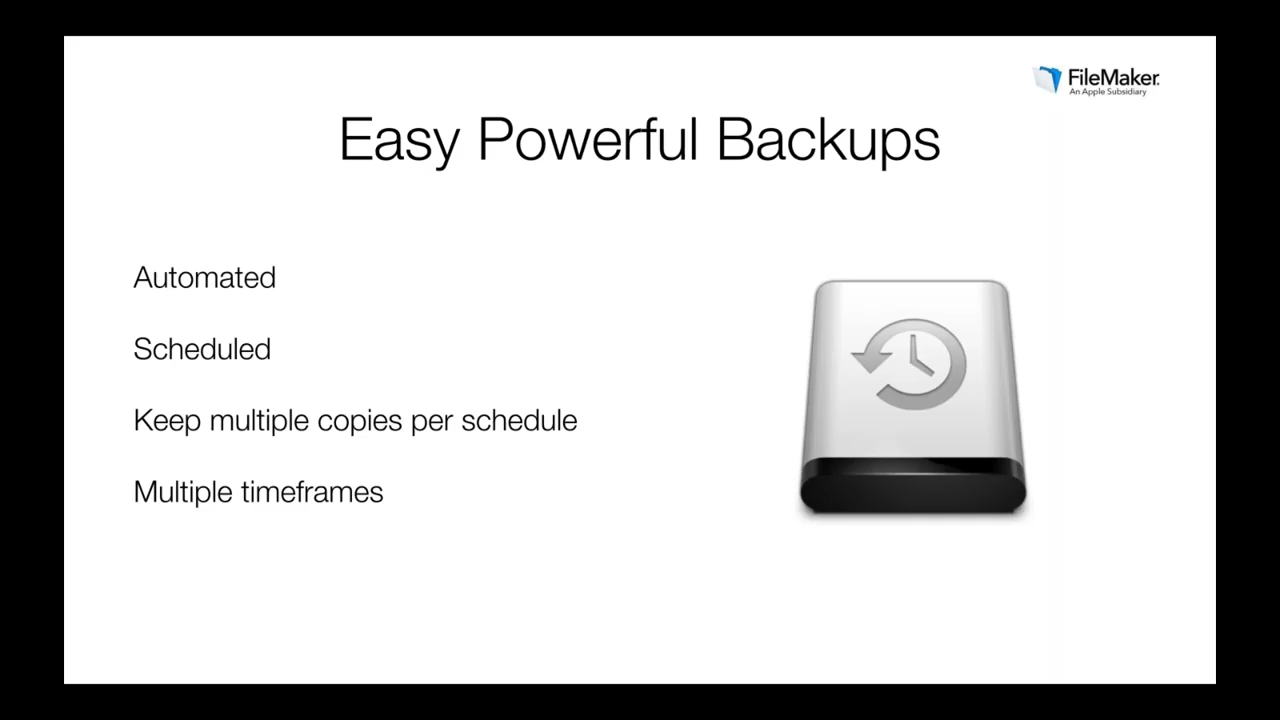 FileMaker
An Apple Subsidiary
Easy Powerful Backups
Automated
Scheduled
Keep multiple copies per schedule
Multiple timeframes